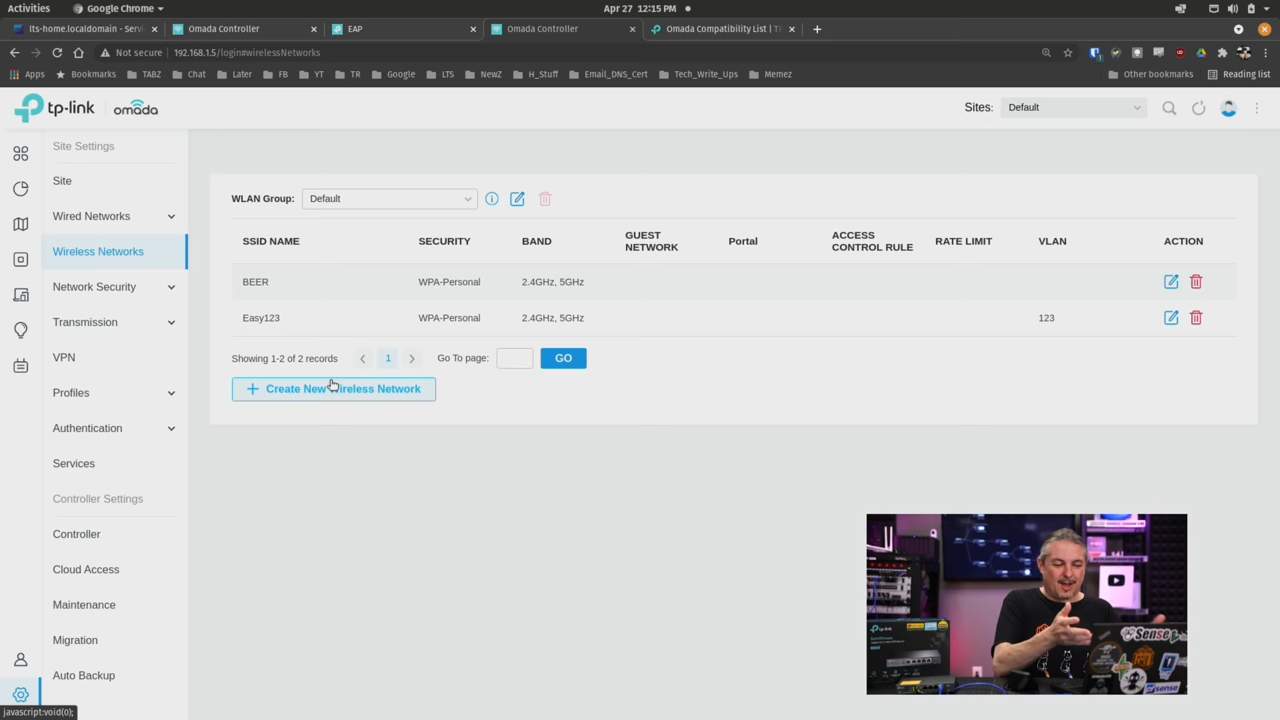 Activities
Google Chrome
Apr 27 12:15 PM
lts-home.localdomain - Servi
Omada Controller
EAP
Omada Controller
Omada Compatibility List | T
Not secure
192.168.1.5/login#wirelessNetworks
Apps
Bookmarks
TABZ
Chat
Later
FB
YT
TR
Google
LTS
NewZ
H_Stuff
Email_DNS_Cert
Tech_Write_Ups
Memez
Other bookmarks
Reading list
tp-link
omada
Sites:
Default
Site Settings
Site
Wired Networks
Wireless Networks
Network Security
Transmission
VPN
Profiles
Authentication
Services
Controller Settings
Controller
Cloud Access
Maintenance
Migration
Auto Backup
WLAN Group:
Default
SSID NAME
SECURITY
BAND
GUEST
NETWORK
Portal
ACCESS
CONTROL RULE
RATE LIMIT
VLAN
ACTION
BEER
WPA-Personal
2.4GHz, 5GHz
Easy123
WPA-Personal
2.4GHz, 5GHz
123
Showing 1-2 of 2 records
1
Go To page:
GO
Create New Wireless Network
tp-link
Sense
javascript:void(0);